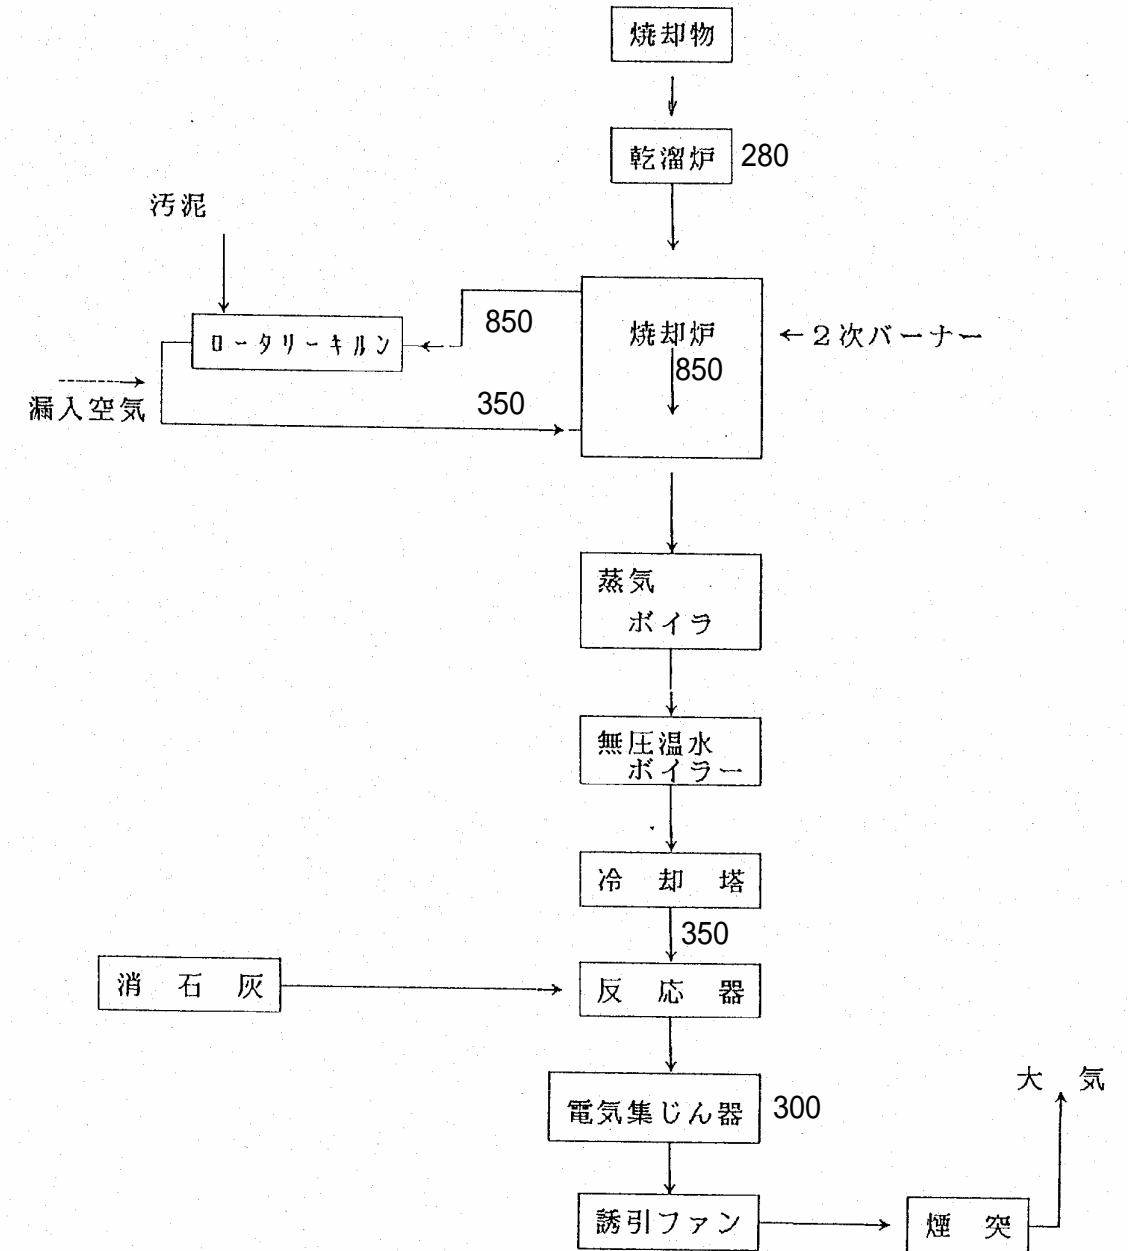 焼却物
乾溜炉 280
汚泥
ロータリーキルン
850
焼却炉
850
←2次バーナー
漏入空気
350
蒸気
ボイラ
無圧温水
ボイラー
冷却塔
350
消石灰
反応器
大気
電気集じん器 300
誘引ファン
煙突